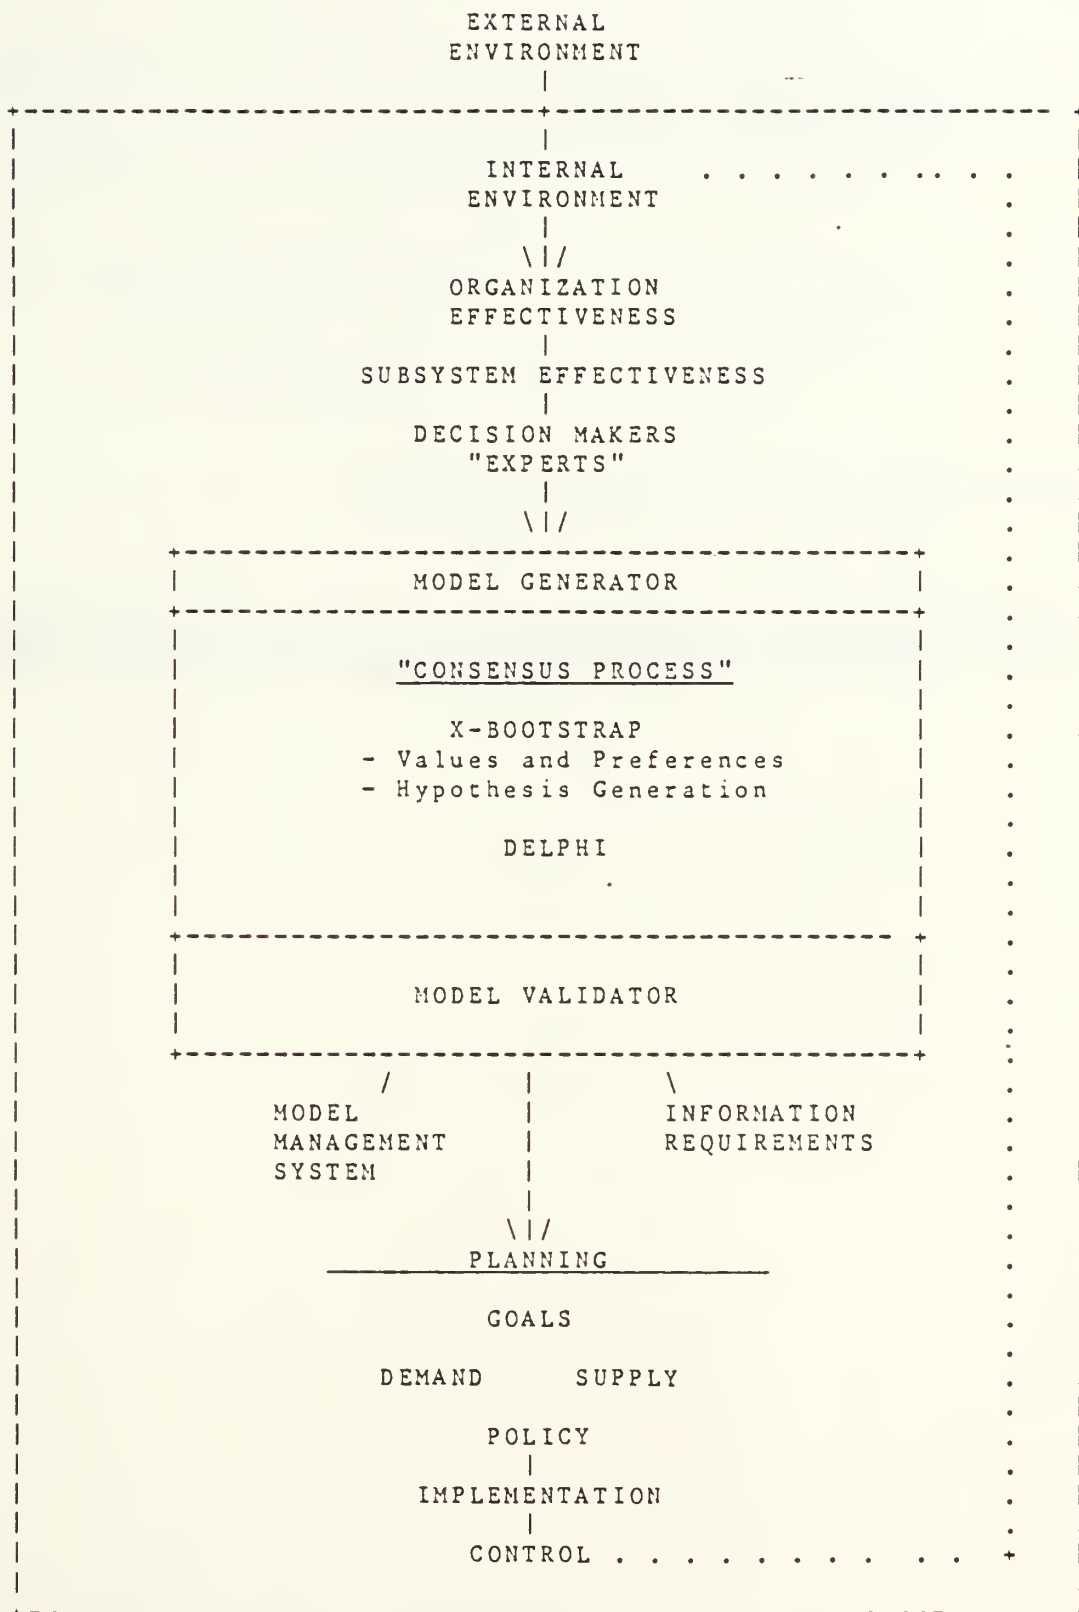 EXTERNAL
ENVIRONMENT
INTERNAL
ENVIRONMENT
ORGANIZATION
EFFECTIVENESS
SUBSYSTEM EFFECTIVENESS
DECISION MAKERS
"EXPERTS"
MODEL GENERATOR
"CONSENSUS PROCESS"
X-BOOTSTRAP
- Values and Preferences
- Hypothesis Generation
DELPHI
MODEL VALIDATOR
MODEL INFORMATION
MANAGEMENT REQUIREMENTS
SYSTEM
PLANNING
GOALS
DEMAND SUPPLY
POLICY
IMPLEMENTATION
CONTROL